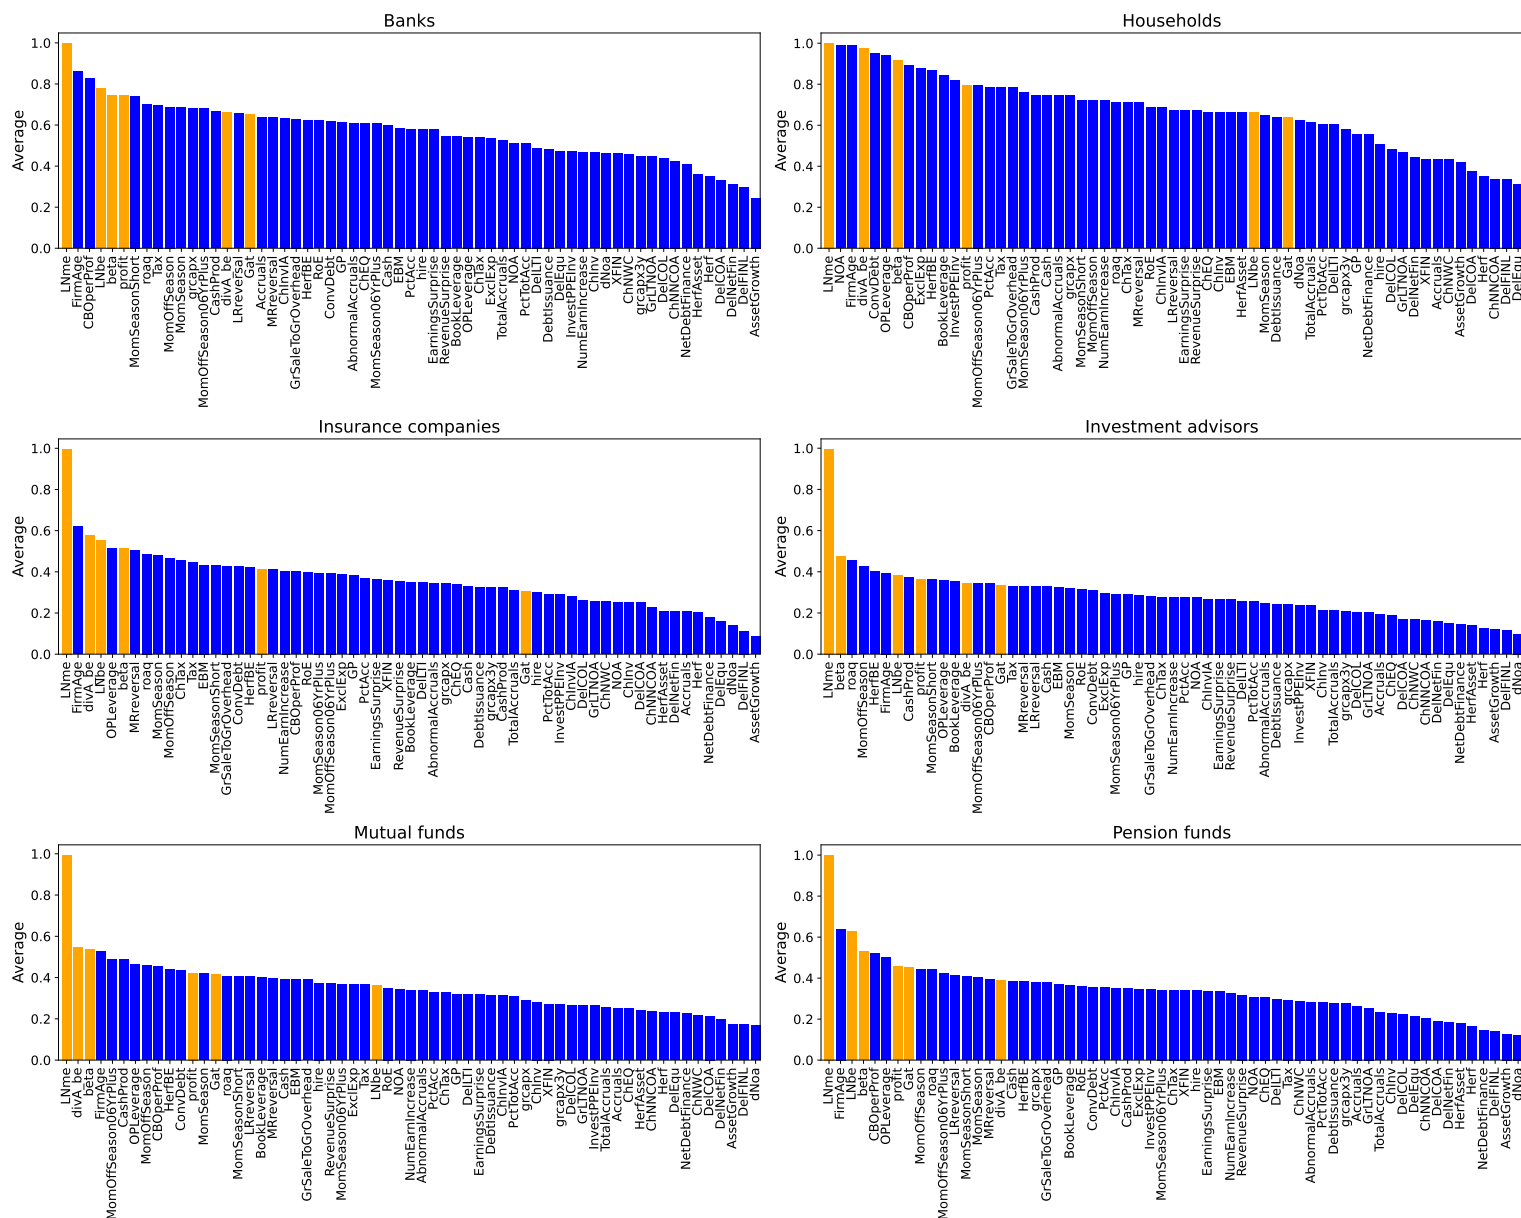 Banks
Average
1.0
0.8
0.6
0.4
0.2
0.0
LNme
FirmAge
CBOperProf
LNbe
beta
profit
MomSeasonShort
roaq
Tax
MomOffSeason
MomSeason
grcapx
MomOffSeason06YrPlus
CashProd
divA_be
LRreversal
Gat
Accruals
MRreversal
ChInvIA
GrSaleToGrOverhead
HerfBE
RoE
ConvDebt
GP
AbnormalAccruals
ChEQ
MomSeason06YrPlus
Cash
EBM
PctAcc
hire
EarningsSurprise
RevenueSurprise
BookLeverage
OPLeverage
ChTax
ExclExp
TotalAccruals
NOA
PctTotAcc
DelLTI
DebtIssuance
DelEqu
InvestPPEInv
NumEarnIncrease
ChInv
dNoa
XFIN
ChNWC
grcapx3y
GrLTNOA
DelCOL
ChNNCOA
NetDebtFinance
HerfAsset
Herf
DelCOA
DelNetFin
DelFINL
AssetGrowth
Households
Average
1.0
0.8
0.6
0.4
0.2
0.0
LNme
NOA
FirmAge
divA_be
ConvDebt
OPLeverage
beta
CBOperProf
ExclExp
HerfBE
BookLeverage
InvestPPEInv
profit
MomOffSeason06YrPlus
PctAcc
Tax
GrSaleToGrOverhead
MomSeason06YrPlus
CashProd
Cash
AbnormalAccruals
grcapx
MomSeasonShort
MomOffSeason
NumEarnIncrease
roaq
ChTax
MRreversal
RoE
ChInvIA
LRreversal
EarningsSurprise
RevenueSurprise
ChEQ
ChInv
EBM
HerfAsset
LNbe
MomSeason
DebtIssuance
Gat
dNoa
TotalAccruals
PctTotAcc
DelLTI
grcapx3y
GP
NetDebtFinance
hire
DelCOL
GrLTNOA
DelNetFin
XFIN
Accruals
ChNWC
AssetGrowth
DelCOA
Herf
ChNNCOA
DelFINL
DelEqu
Insurance companies
Average
1.0
0.8
0.6
0.4
0.2
0.0
LNme
FirmAge
divA_be
LNbe
OPLeverage
beta
MRreversal
roaq
MomSeason
MomOffSeason
ChTax
Tax
EBM
MomSeasonShort
GrSaleToGrOverhead
ConvDebt
HerfBE
profit
LRreversal
NumEarnIncrease
CBOperProf
RoE
MomSeason06YrPlus
MomOffSeason06YrPlus
ExclExp
GP
PctAcc
EarningsSurprise
XFIN
RevenueSurprise
BookLeverage
DelLTI
AbnormalAccruals
grcapx
ChEQ
Cash
DebtIssuance
grcapx3y
CashProd
TotalAccruals
Gat
hire
PctTotAcc
InvestPPEInv
ChInvIA
DelCOL
GrLTNOA
ChNWC
NOA
ChInv
DelCOA
ChNNCOA
HerfAsset
DelNetFin
Accruals
Herf
NetDebtFinance
DelEqu
dNoa
DelFINL
AssetGrowth
Investment advisors
Average
1.0
0.8
0.6
0.4
0.2
0.0
LNme
beta
roaq
MomOffSeason
HerfBE
FirmAge
LNbe
CashProd
profit
MomSeasonShort
OPLeverage
BookLeverage
divA_be
MomOffSeason06YrPlus
CBOperProf
Gat
Tax
MRreversal
LRreversal
Cash
EBM
MomSeason
RoE
ConvDebt
ExclExp
MomSeason06YrPlus
GP
hire
GrSaleToGrOverhead
ChTax
NumEarnIncrease
PctAcc
NOA
ChInvIA
EarningsSurprise
RevenueSurprise
DelLTI
PctTotAcc
AbnormalAccruals
DebtIssuance
grcapx
InvestPPEInv
XFIN
ChInv
TotalAccruals
grcapx3y
DelCOL
GrLTNOA
Accruals
ChEQ
DelCOA
ChNWC
ChNNCOA
DelNetFin
DelEqu
NetDebtFinance
HerfAsset
Herf
AssetGrowth
DelFINL
dNoa
Mutual funds
Average
1.0
0.8
0.6
0.4
0.2
0.0
LNme
divA_be
beta
FirmAge
MomOffSeason06YrPlus
CashProd
OPLeverage
MomOffSeason
CBOperProf
HerfBE
ConvDebt
profit
MomSeason
Gat
roaq
MomSeasonShort
LRreversal
BookLeverage
MRreversal
Cash
EBM
GrSaleToGrOverhead
hire
RevenueSurprise
MomSeason06YrPlus
ExclExp
Tax
LNbe
RoE
NOA
NumEarnIncrease
AbnormalAccruals
PctAcc
ChTax
GP
DelLTI
EarningsSurprise
DebtIssuance
ChInvIA
PctTotAcc
grcapx
ChInv
XFIN
grcapx3y
DelCOL
GrLTNOA
InvestPPEInv
TotalAccruals
Accruals
ChEQ
HerfAsset
ChNNCOA
Herf
DelEqu
NetDebtFinance
ChNWC
DelCOA
DelNetFin
AssetGrowth
DelFINL
dNoa
Pension funds
Average
1.0
0.8
0.6
0.4
0.2
0.0
LNme
FirmAge
LNbe
beta
CBOperProf
OPLeverage
profit
Gat
MomOffSeason
roaq
MomOffSeason06YrPlus
LRreversal
MomSeasonShort
MomSeason
MRreversal
divA_be
Cash
HerfBE
grcapx
GrSaleToGrOverhead
GP
BookLeverage
RoE
ConvDebt
PctAcc
ChInvIA
CashProd
ExclExp
InvestPPEInv
MomSeason06YrPlus
ChTax
XFIN
hire
EarningsSurprise
EBM
NumEarnIncrease
RevenueSurprise
NOA
ChEQ
DelLTI
Tax
ChNWC
AbnormalAccruals
PctTotAcc
DebtIssuance
grcapx3y
Accruals
GrLTNOA
TotalAccruals
ChInv
DelCOL
DelEqu
ChNNCOA
DelCOA
DelNetFin
HerfAsset
Herf
NetDebtFinance
DelFINL
AssetGrowth
dNoa